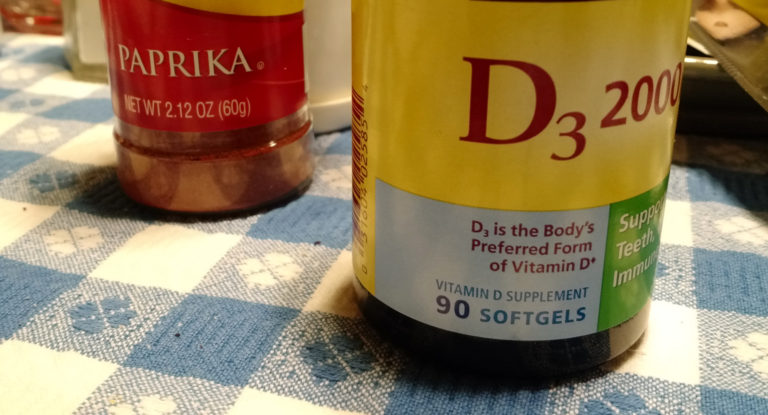 PAPRIKA
NET WT 2.12 OZ (60g)
D3 2000
D3 is the Body's
Preferred Form
of Vitamin D♦
VITAMIN D SUPPLEMENT
90 SOFTGELS
Teeth,